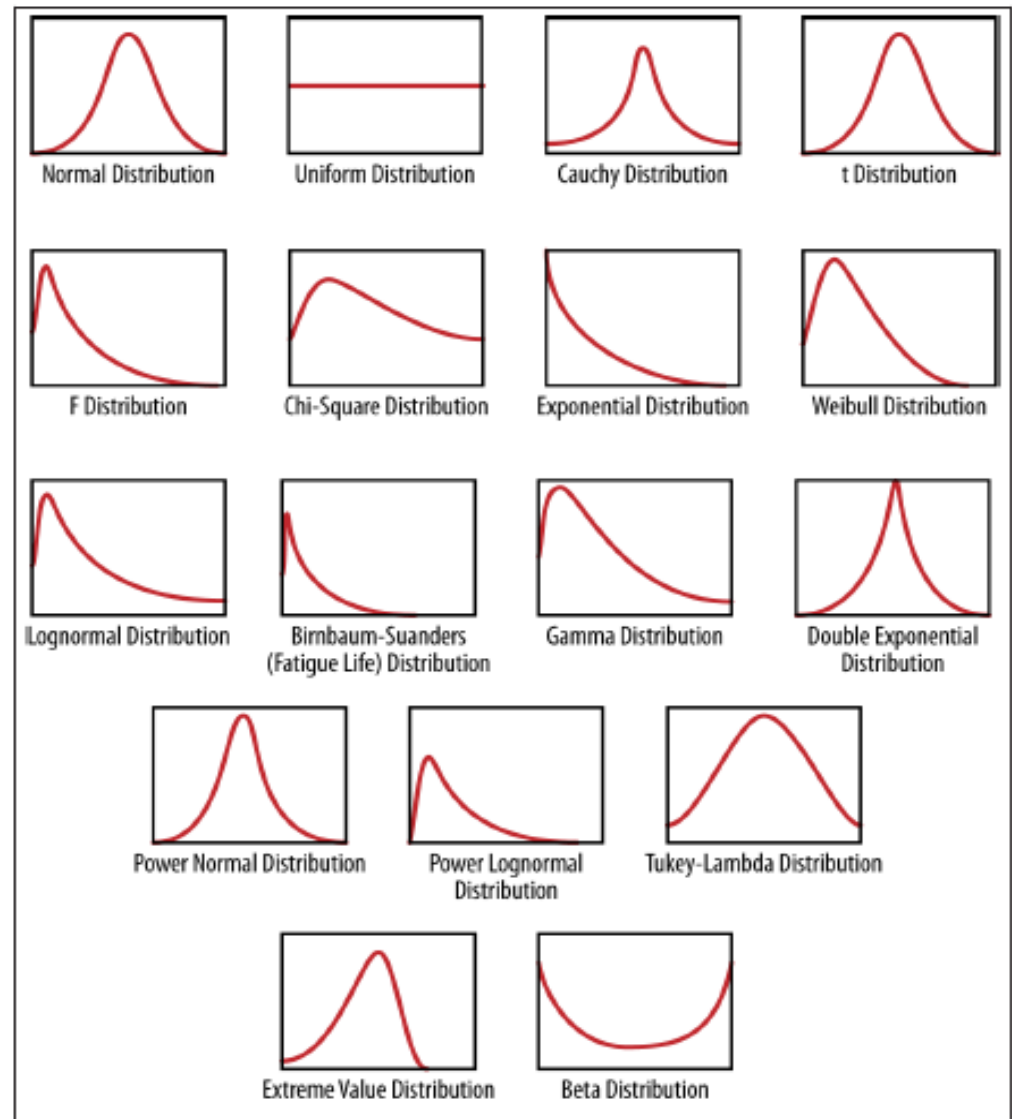 Normal Distribution
Uniform Distribution
Cauchy Distribution
t Distribution
F Distribution
Chi-Square Distribution
Exponential Distribution
Weibull Distribution
Lognormal Distribution
Birnbaum-Suanders
(Fatigue Life) Distribution
Gamma Distribution
Double Exponential
Distribution
Power Normal Distribution
Power Lognormal
Distribution
Tukey-Lambda Distribution
Extreme Value Distribution
Beta Distribution